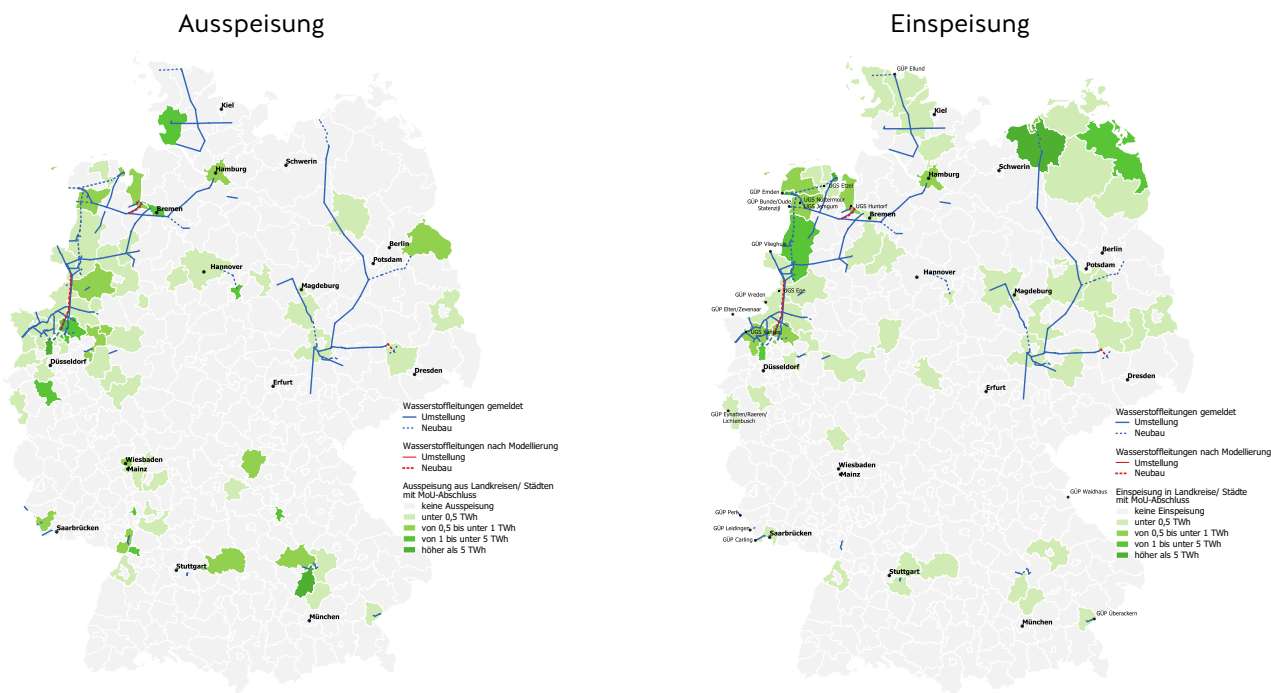 Ausspeisung
Kiel
Schwerin
Hamburg
Bremen
Berlin
Potsdam
Hannover
Magdeburg
Düsseldorf
Dresden
Erfurt
Wiesbaden
Mainz
Saarbrücken
Stuttgart
München
Wasserstoffleitungen gemeldet
Umstellung
Neubau
Wasserstoffleitungen nach Modellierung
Umstellung
Neubau
Ausspeisung aus Landkreisen/ Städten
mit MoU-Abschluss
keine Ausspeisung
unter 0,5 TWh
von 0,5 bis unter 1 TWh
von 1 bis unter 5 TWh
höher als 5 TWh
Einspeisung
GÜP Ellund
Kiel
Schwerin
Hamburg
UGS Etzel
GÜP Emden
UGS Nüttermoor
GÜP Bunde/Oude
Statenzijl
UGS Jemgum
UGS Huntorf
Bremen
GÜP Vlieghuis
Berlin
Potsdam
Hannover
UGS Epe
Magdeburg
GÜP Vreden
GÜP Elten/Zevenaar
UGS Xanten
Düsseldorf
Dresden
Erfurt
GÜP Eynatten/Raeren/
Lichtenbusch
Wiesbaden
Mainz
GÜP Waidhaus
GÜP Perl
GÜP Leidingen
GÜP Carling
Saarbrücken
Stuttgart
München
GÜP Überackern
Wasserstoffleitungen gemeldet
Umstellung
Neubau
Wasserstoffleitungen nach Modellierung
Umstellung
Neubau
Einspeisung in Landkreise/ Städte
mit MoU-Abschluss
keine Einspeisung
unter 0,5 TWh
von 0,5 bis unter 1 TWh
von 1 bis unter 5 TWh
höher als 5 TWh